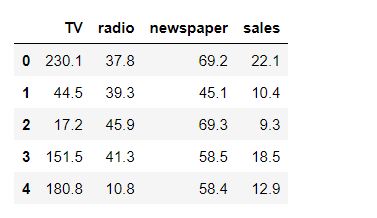 TV radio newspaper sales
0 230.1 37.8 69.2 22.1
1 44.5 39.3 45.1 10.4
2 17.2 45.9 69.3 9.3
3 151.5 41.3 58.5 18.5
4 180.8 10.8 58.4 12.9